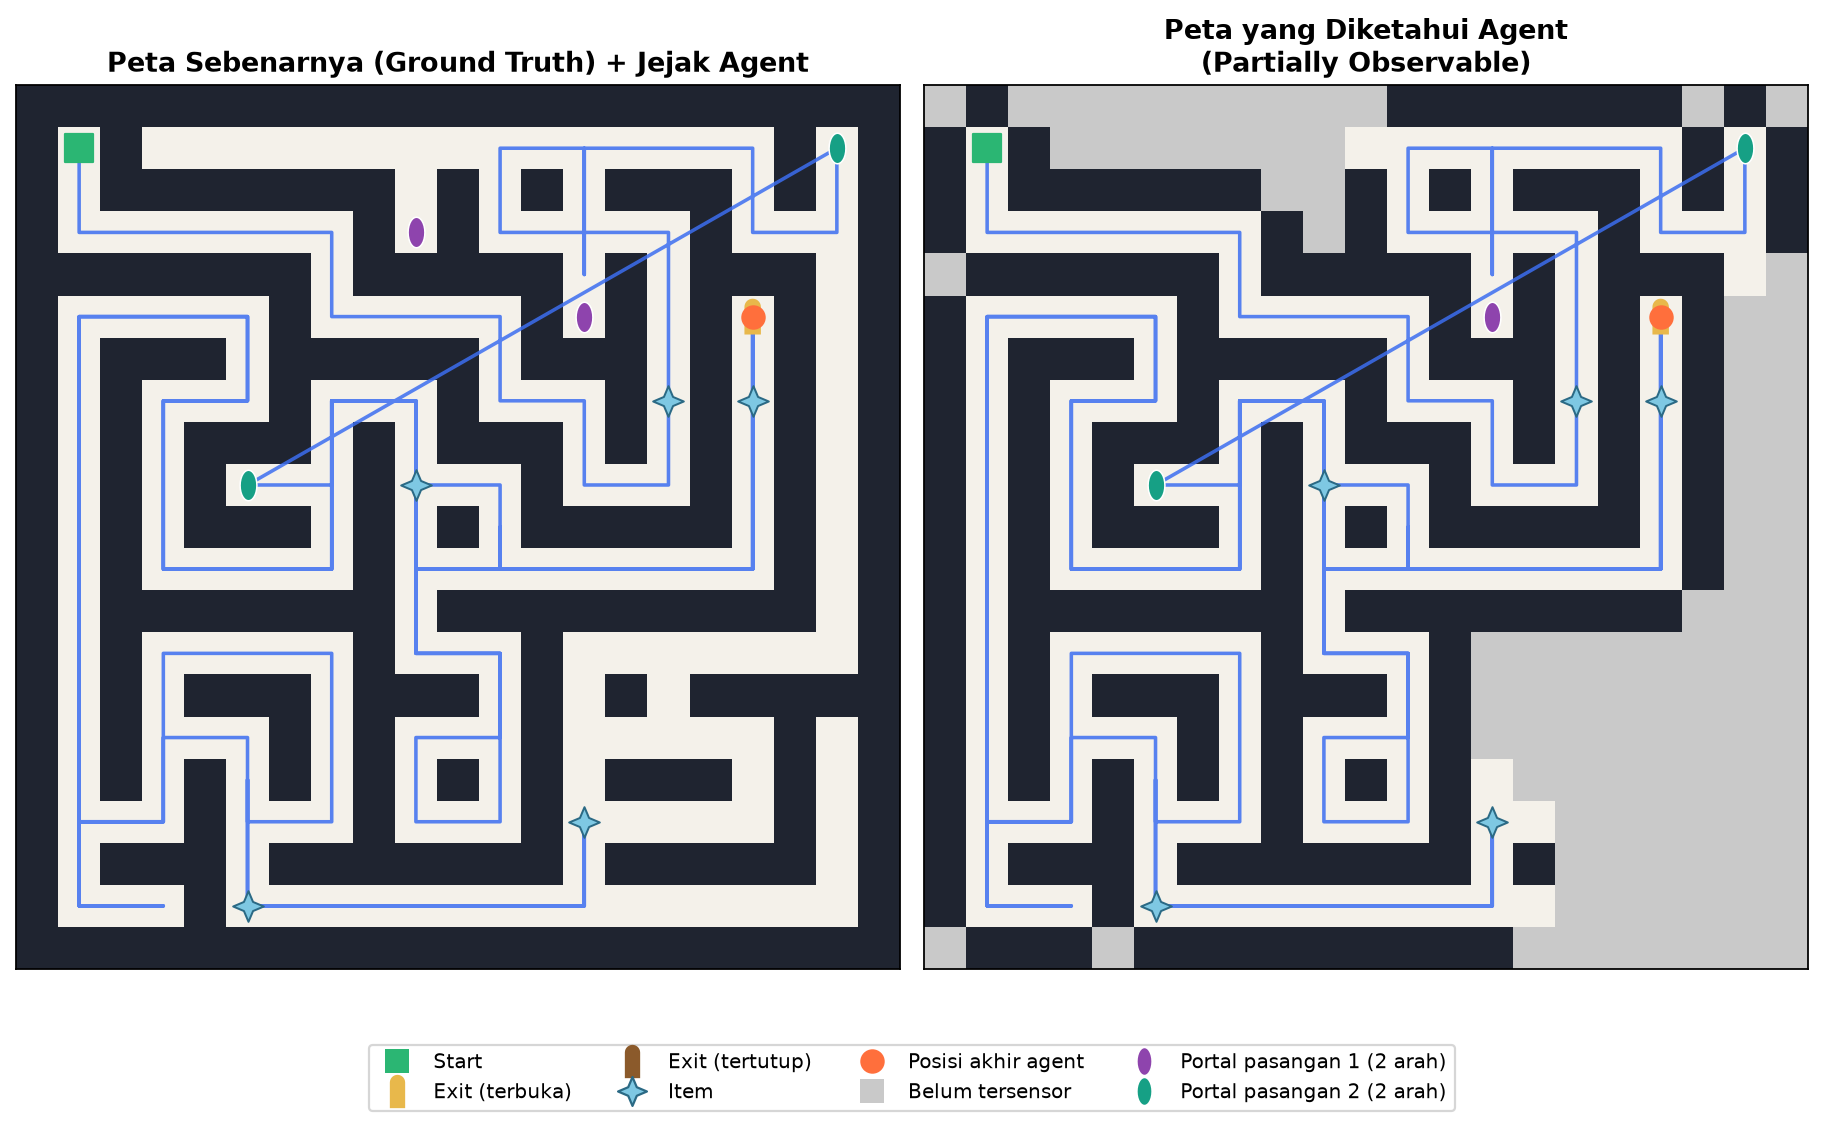 Peta Sebenarnya (Ground Truth) + Jejak Agent
Peta yang Diketahui Agent
(Partially Observable)
Start
Exit (terbuka)
Exit (tertutup)
Item
Posisi akhir agent
Belum tersensor
Portal pasangan 1 (2 arah)
Portal pasangan 2 (2 arah)